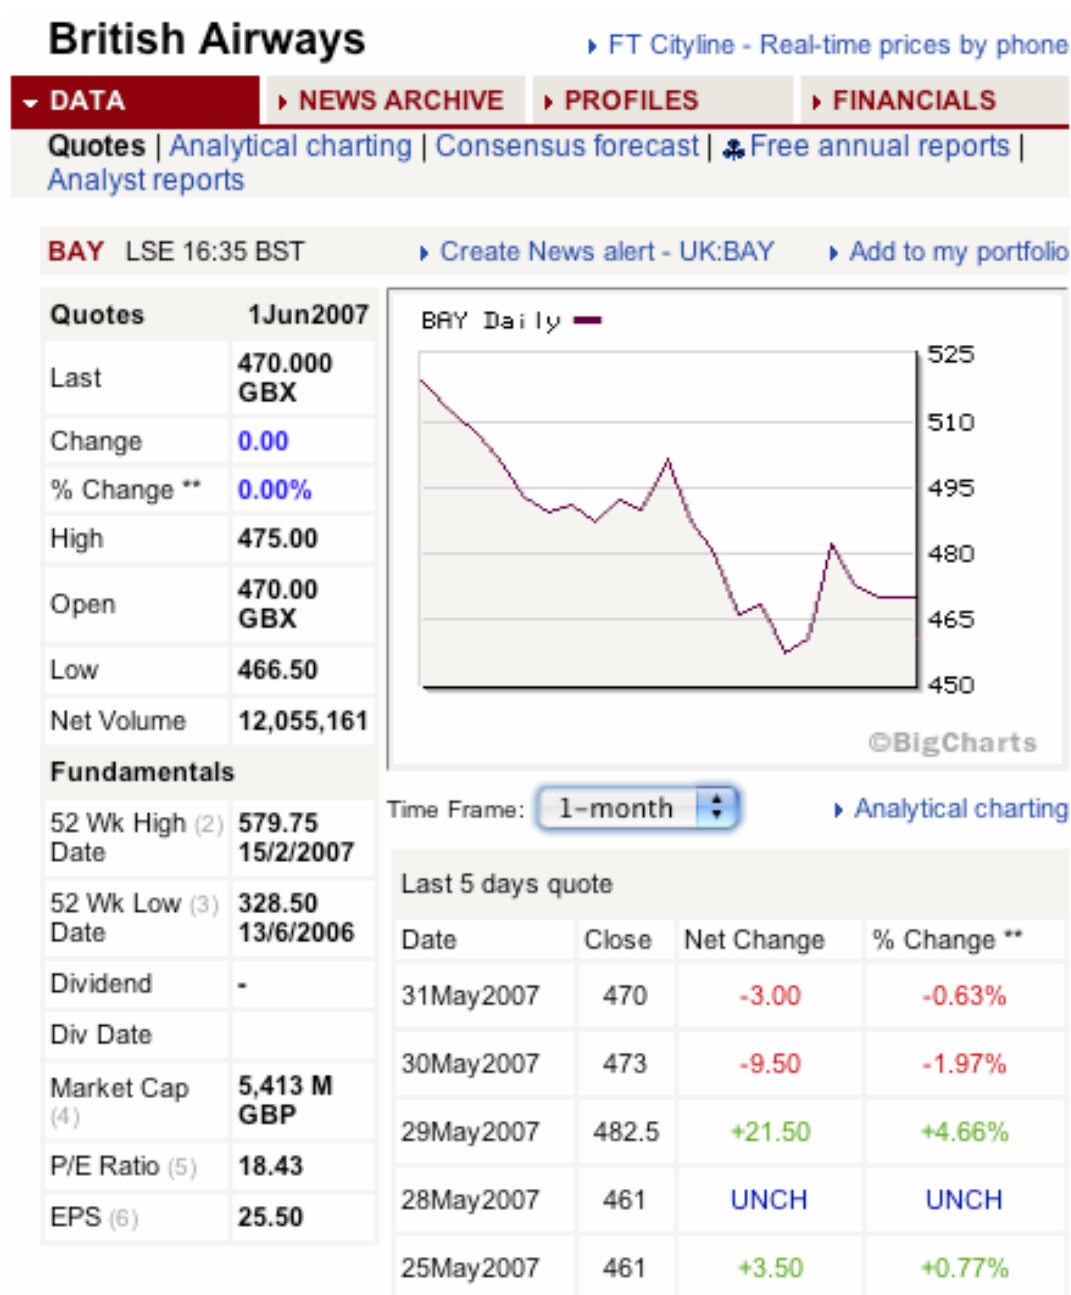 British Airways
FT Cityline - Real-time prices by phone
DATA
NEWS ARCHIVE
PROFILES
FINANCIALS
Quotes | Analytical charting | Consensus forecast | Free annual reports |
Analyst reports
BAY LSE 16:35 BST
Create News alert - UK:BAY
Add to my portfolio
Quotes 1Jun2007
Last 470.000
GBX
Change 0.00
% Change ** 0.00%
High 475.00
Open 470.00
GBX
Low 466.50
Net Volume 12,055,161
Fundamentals
52 Wk High (2) 579.75
Date 15/2/2007
52 Wk Low (3) 328.50
Date 13/6/2006
Dividend -
Div Date
Market Cap 5,413 M
(4) GBP
P/E Ratio (5) 18.43
EPS (6) 25.50
BAY Daily
525
510
495
480
465
450
©BigCharts
Time Frame: 1-month
Analytical charting
Last 5 days quote
Date Close Net Change % Change **
31May2007 470 -3.00 -0.63%
30May2007 473 -9.50 -1.97%
29May2007 482.5 +21.50 +4.66%
28May2007 461 UNCH UNCH
25May2007 461 +3.50 +0.77%